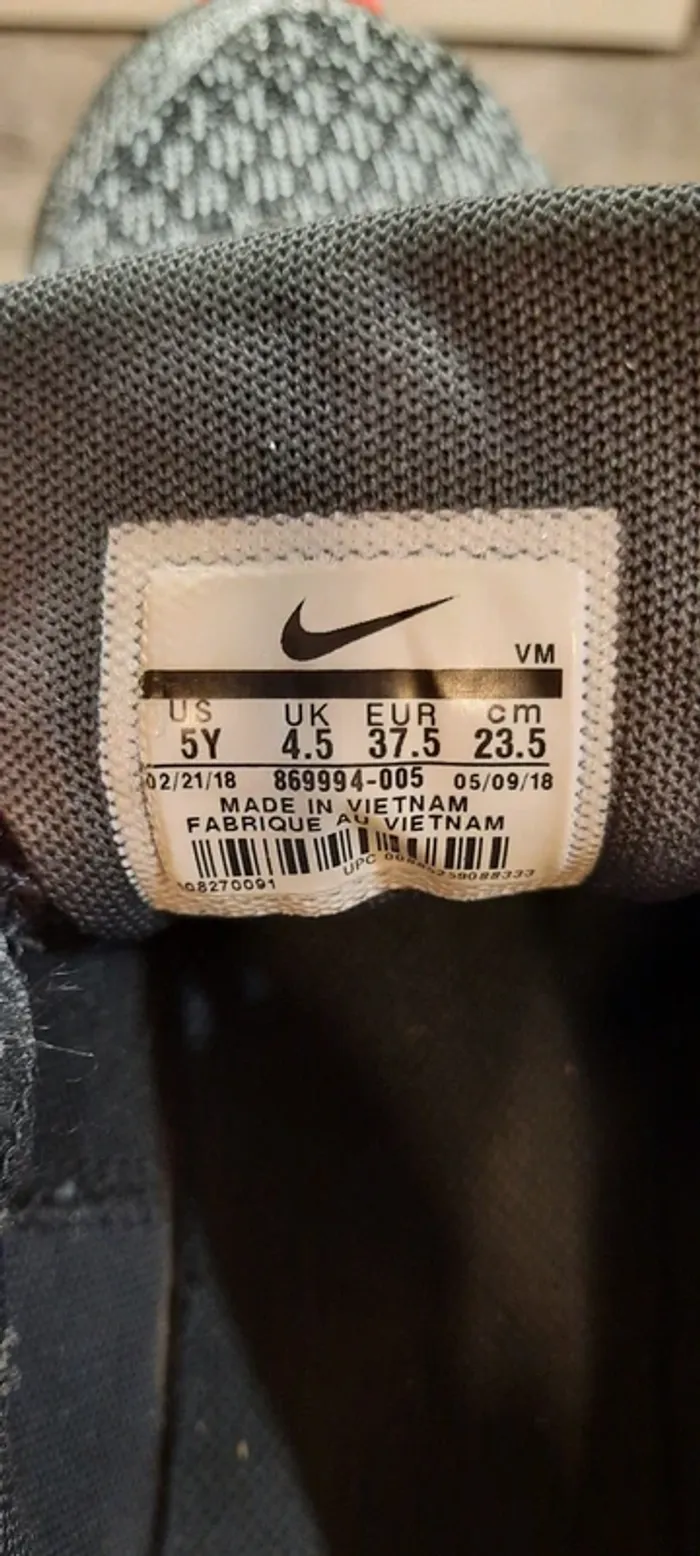 VM
US UK EUR cm
5Y 4.5 37.5 23.5
02/21/18 869994-005 05/09/18
MADE IN VIETNAM
FABRIQUE AU VIETNAM
UPC